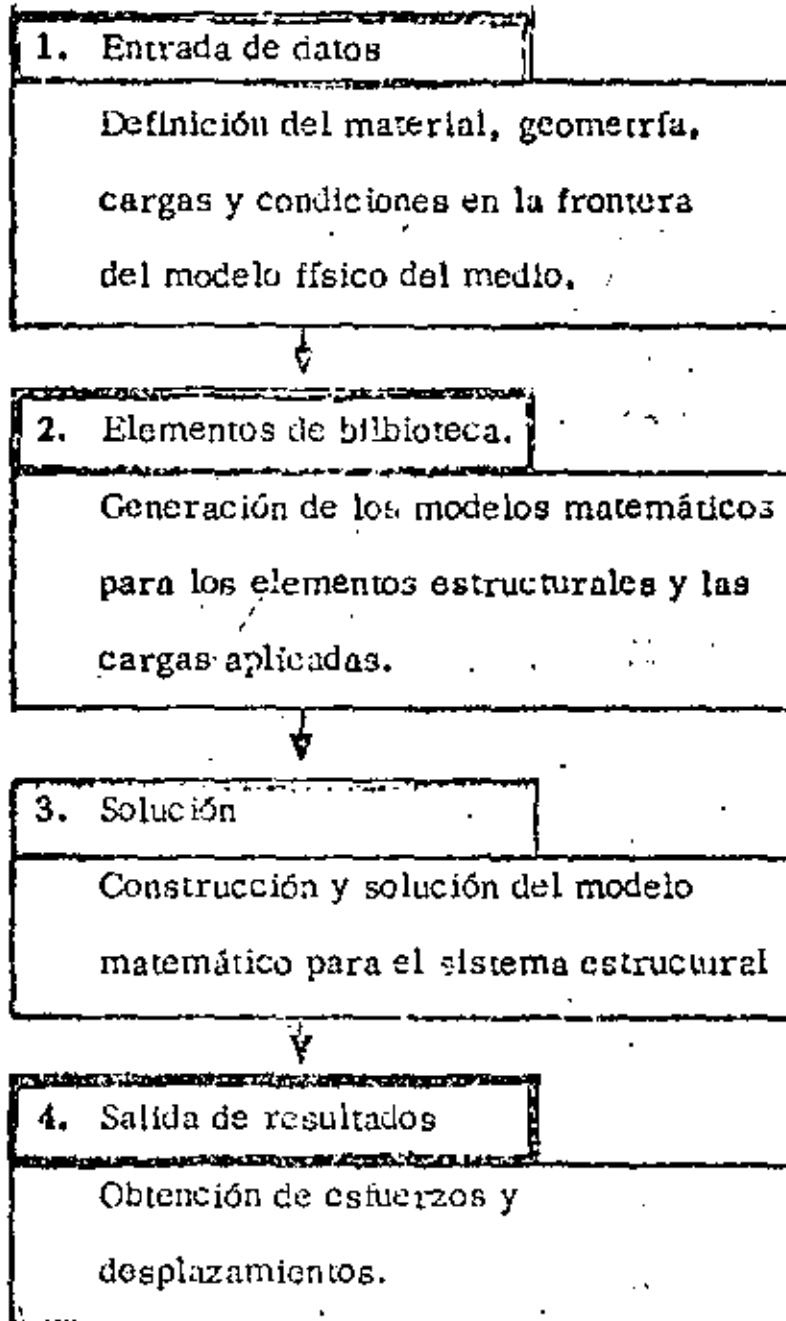 1. Entrada de datos
Definición del material, geometría,
cargas y condiciones en la frontera
del modelo físico del medio.
2. Elementos de bilbioteca.
Generación de los modelos matemáticos
para los elementos estructurales y las
cargas aplicadas.
3. Solución
Construcción y solución del modelo
matemático para el sistema estructural
4. Salida de resultados
Obtención de esfuerzos y
desplazamientos.